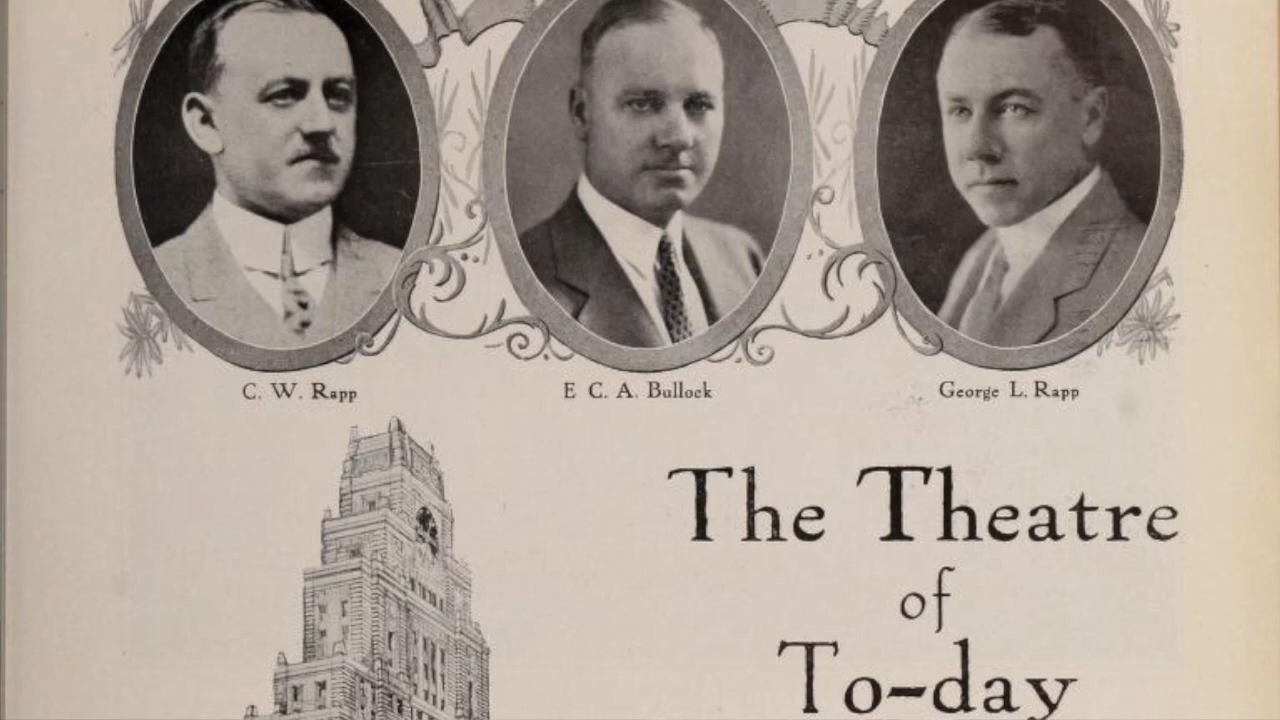 C. W. Rapp
E C. A. Bullock
George L. Rapp
The Theatre
of
To-day